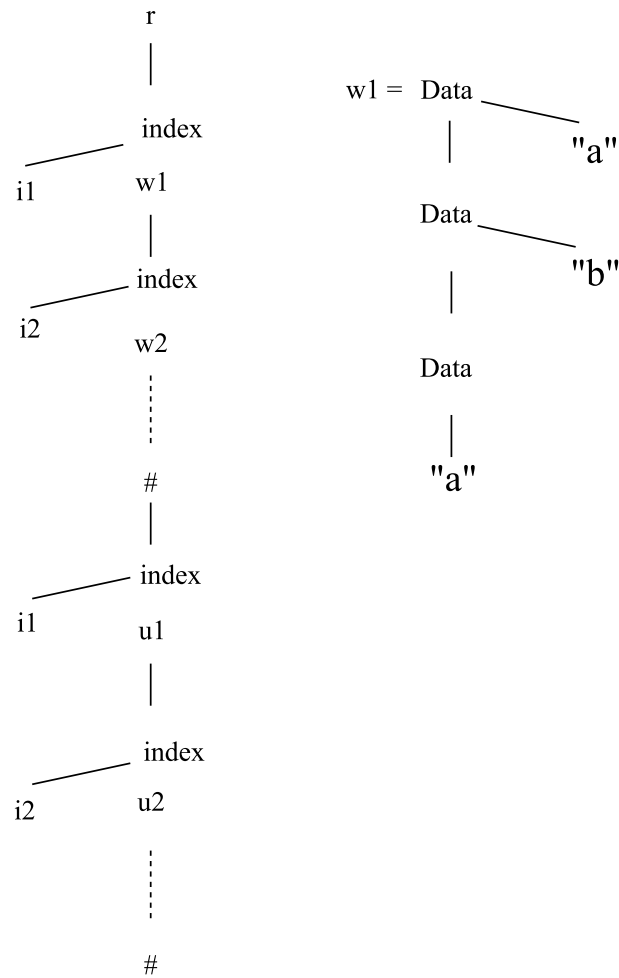 r
index
i1
w1
index
i2
w2
#
index
i1
u1
index
i2
u2
#
w1 = Data
"a"
Data
"b"
Data
"a"